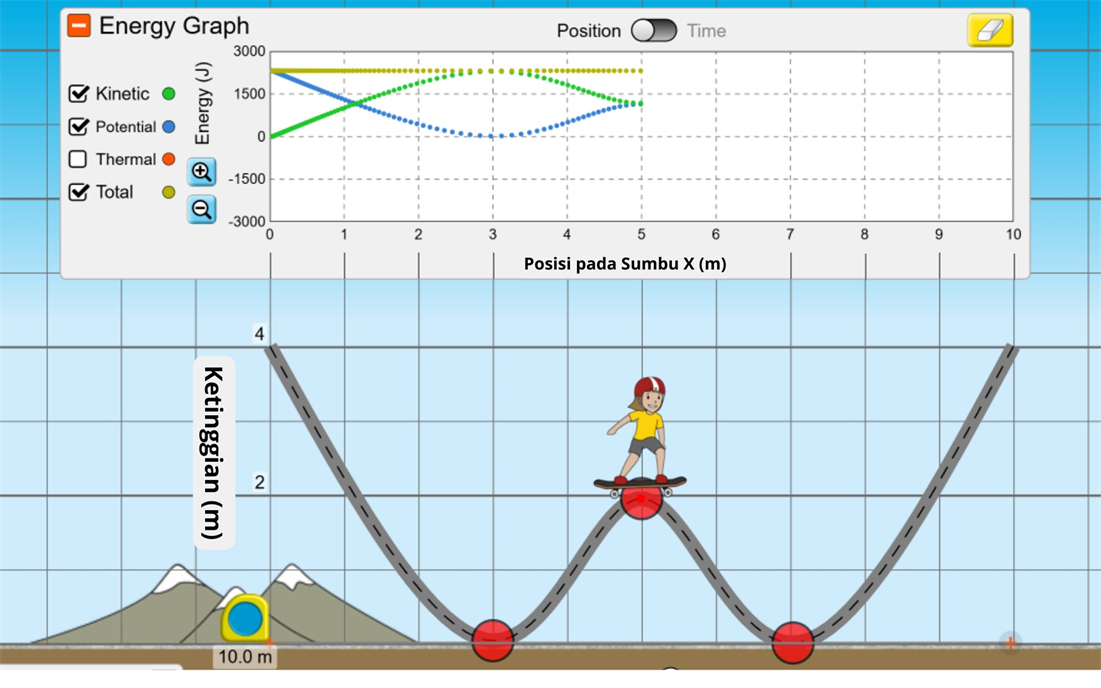 Energy Graph
Position Time
3000
1500
0
-1500
-3000
Energy (J)
Kinetic
Potential
Thermal
Total
0 1 2 3 4 5 6 7 8 9 10
Posisi pada Sumbu X (m)
4
2
Ketinggian (m)
10.0 m